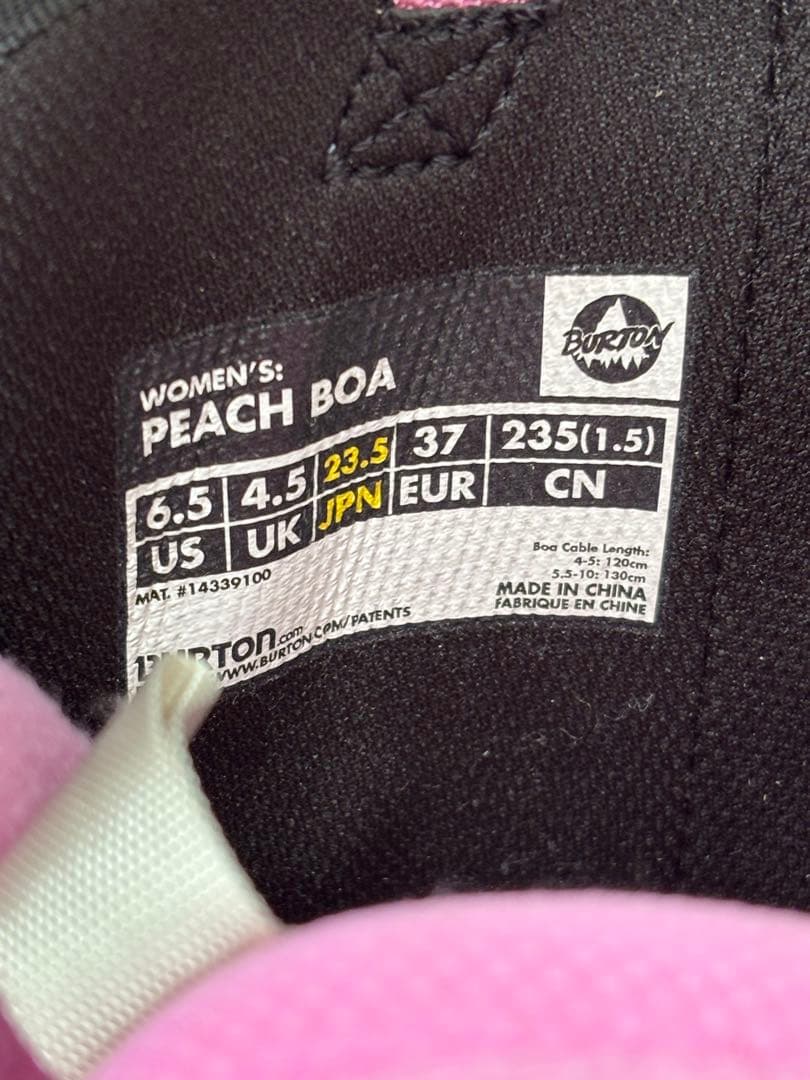 BURTON
WOMEN'S:
PEACH BOA
6.5 4.5 23.5 37 235(1.5)
US UK JPN EUR CN
MAT. #14339100
Boa Cable Length:
4-5: 120cm
5.5-10: 130cm
MADE IN CHINA
FABRIQUE EN CHINE
BURTON.com
WWW.BURTON.COM/PATENTS